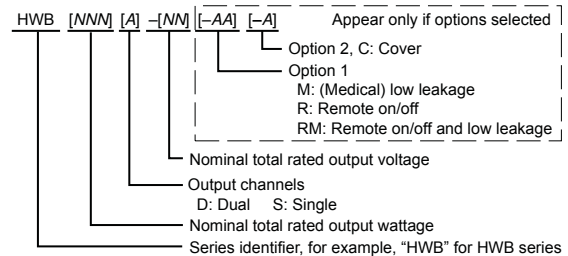 HWB [NNN] [A] –[NN] [–AA] [–A] Appear only if options selected
Option 2, C: Cover
Option 1
M: (Medical) low leakage
R: Remote on/off
RM: Remote on/off and low leakage
Nominal total rated output voltage
Output channels
D: Dual S: Single
Nominal total rated output wattage
Series identifier, for example, “HWB” for HWB series